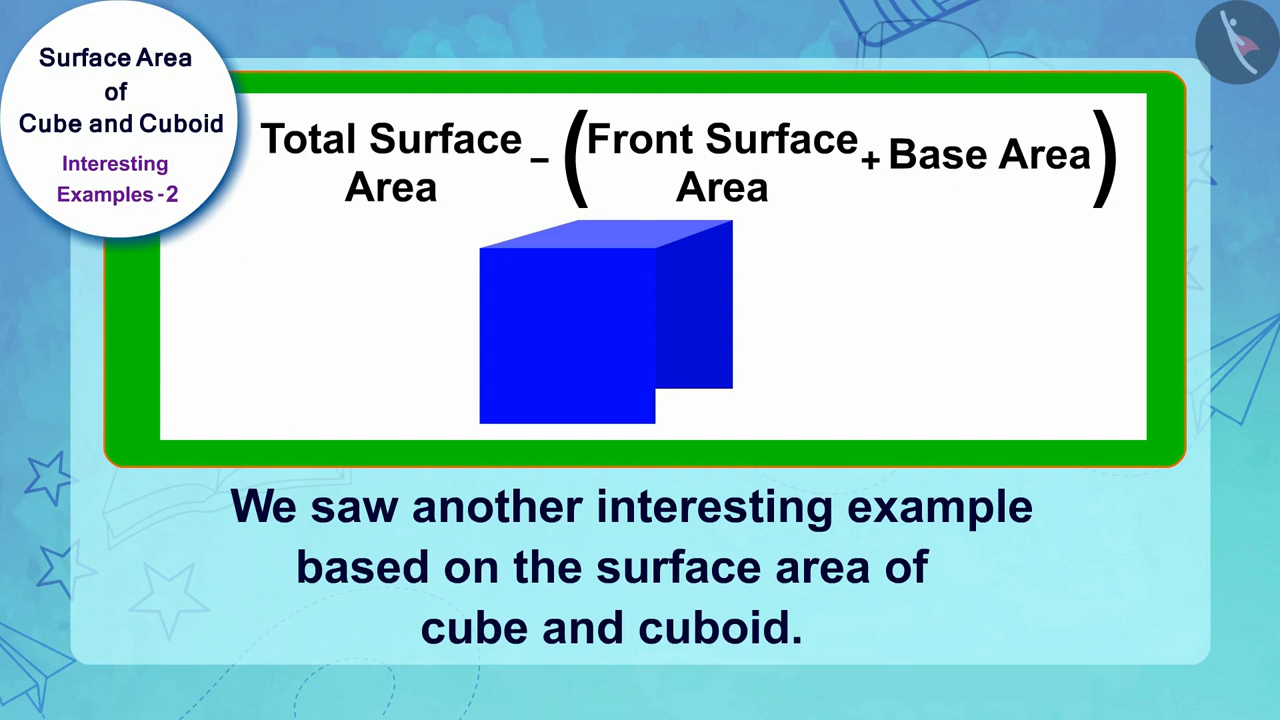 Surface Area
of
Cube and Cuboid
Interesting
Examples - 2
Total Surface Area – (Front Surface Area + Base Area)
We saw another interesting example
based on the surface area of
cube and cuboid.